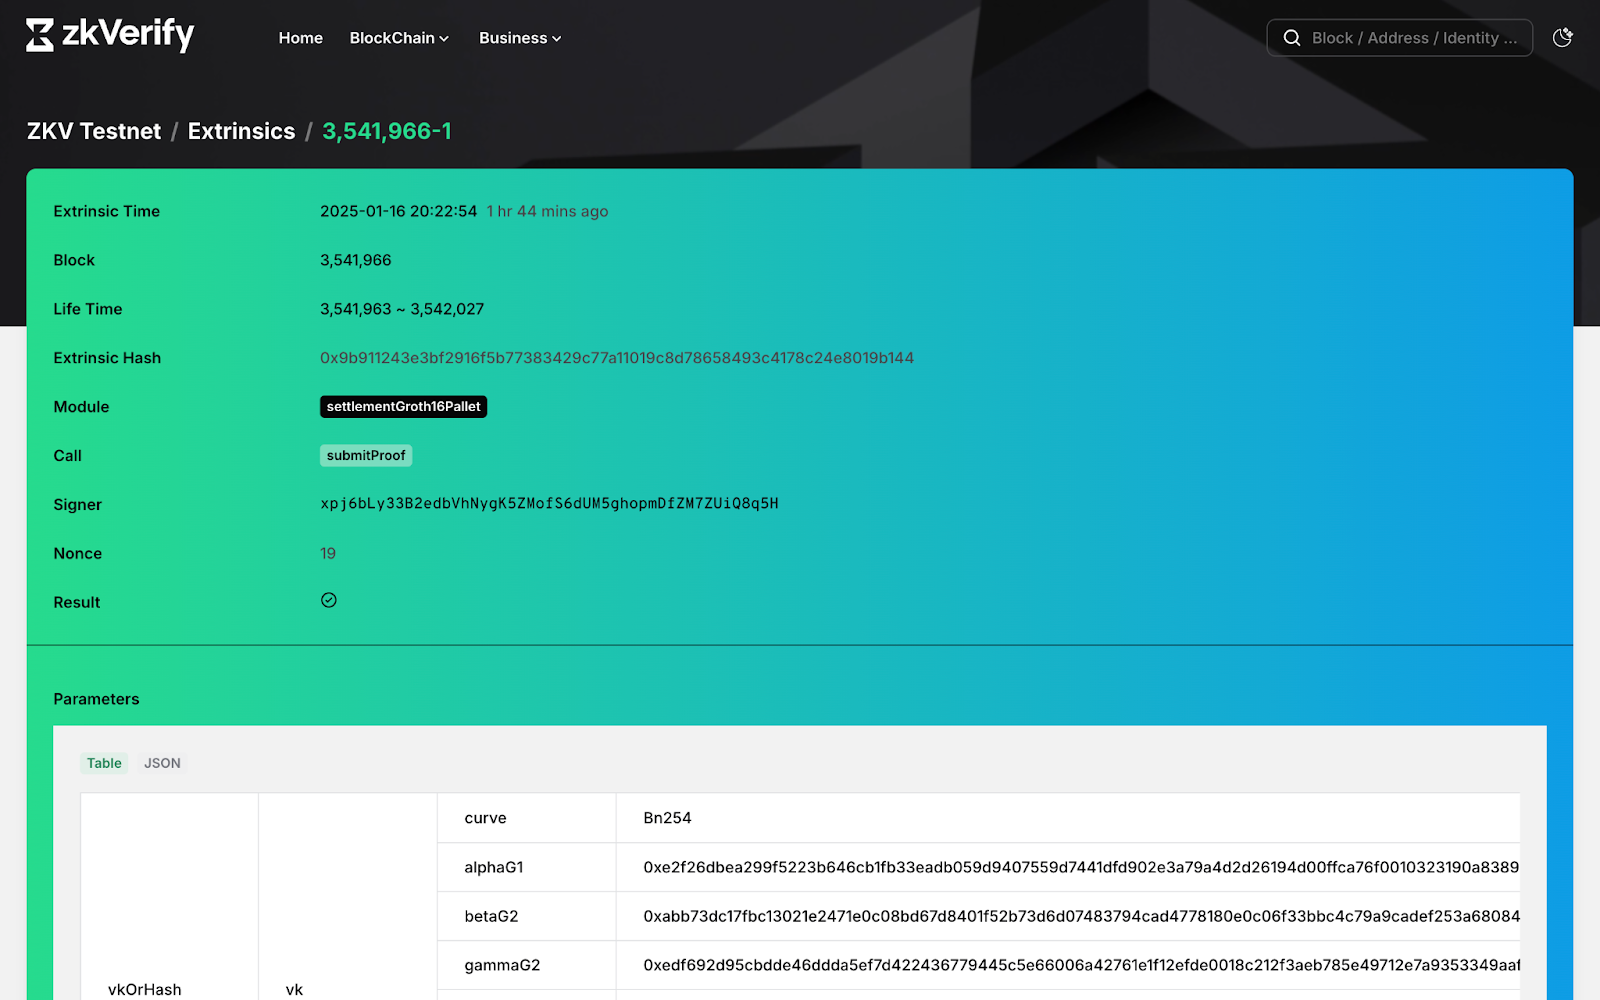 zkVerify
Home BlockChain Business
Block / Address / Identity ...
ZKV Testnet / Extrinsics / 3,541,966-1
Extrinsic Time 2025-01-16 20:22:54 1 hr 44 mins ago
Block 3,541,966
Life Time 3,541,963 ~ 3,542,027
Extrinsic Hash 0x9b911243e3bf2916f5b77383429c77a11019c8d78658493c4178c24e8019b144
Module settlementGroth16Pallet
Call submitProof
Signer xpj6bLy33B2edbVhNygK5ZMofS6dUM5ghopmDfZM7ZUiQ8q5H
Nonce 19
Result
Parameters
Table JSON
curve Bn254
alphaG1 0xe2f26dbea299f5223b646cb1fb33eadb059d9407559d7441dfd902e3a79a4d2d26194d00ffca76f0010323190a8389
betaG2 0xabb73dc17fbc13021e2471e0c08bd67d8401f52b73d6d07483794cad4778180e0c06f33bbc4c79a9cadef253a68084
gammaG2 0xedf692d95cbdde46ddda5ef7d422436779445c5e66006a42761e1f12efde0018c212f3aeb785e49712e7a9353349aaf
vkOrHash vk